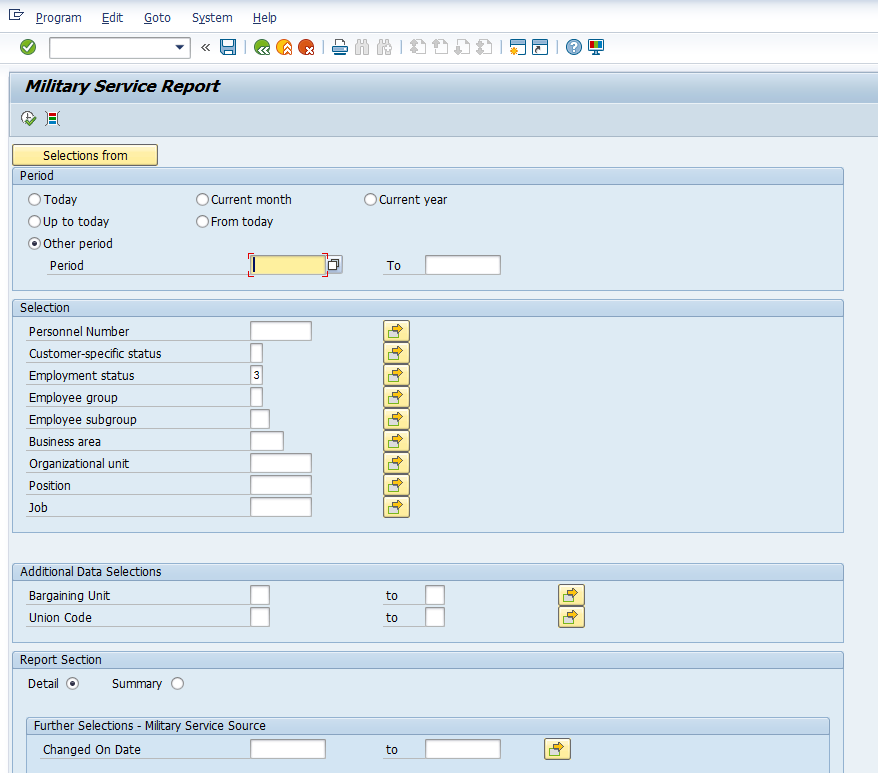 Program Edit Goto System Help
Military Service Report
Selections from
Period
Today Current month Current year
Up to today From today
Other period
Period To
Selection
Personnel Number
Customer-specific status
Employment status 3
Employee group
Employee subgroup
Business area
Organizational unit
Position
Job
Additional Data Selections
Bargaining Unit to
Union Code to
Report Section
Detail Summary
Further Selections - Military Service Source
Changed On Date to